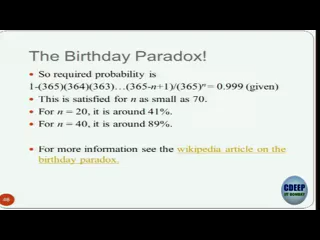 The Birthday Paradox!
• So required probability is
1-(365)(364)(363)…(365-n+1)/(365)ⁿ = 0.999 (given)
• This is satisfied for n as small as 70.
• For n = 20, it is around 41%.
• For n = 40, it is around 89%.
• For more information see the wikipedia article on the
birthday paradox.
CDEEP
IIT BOMBAY